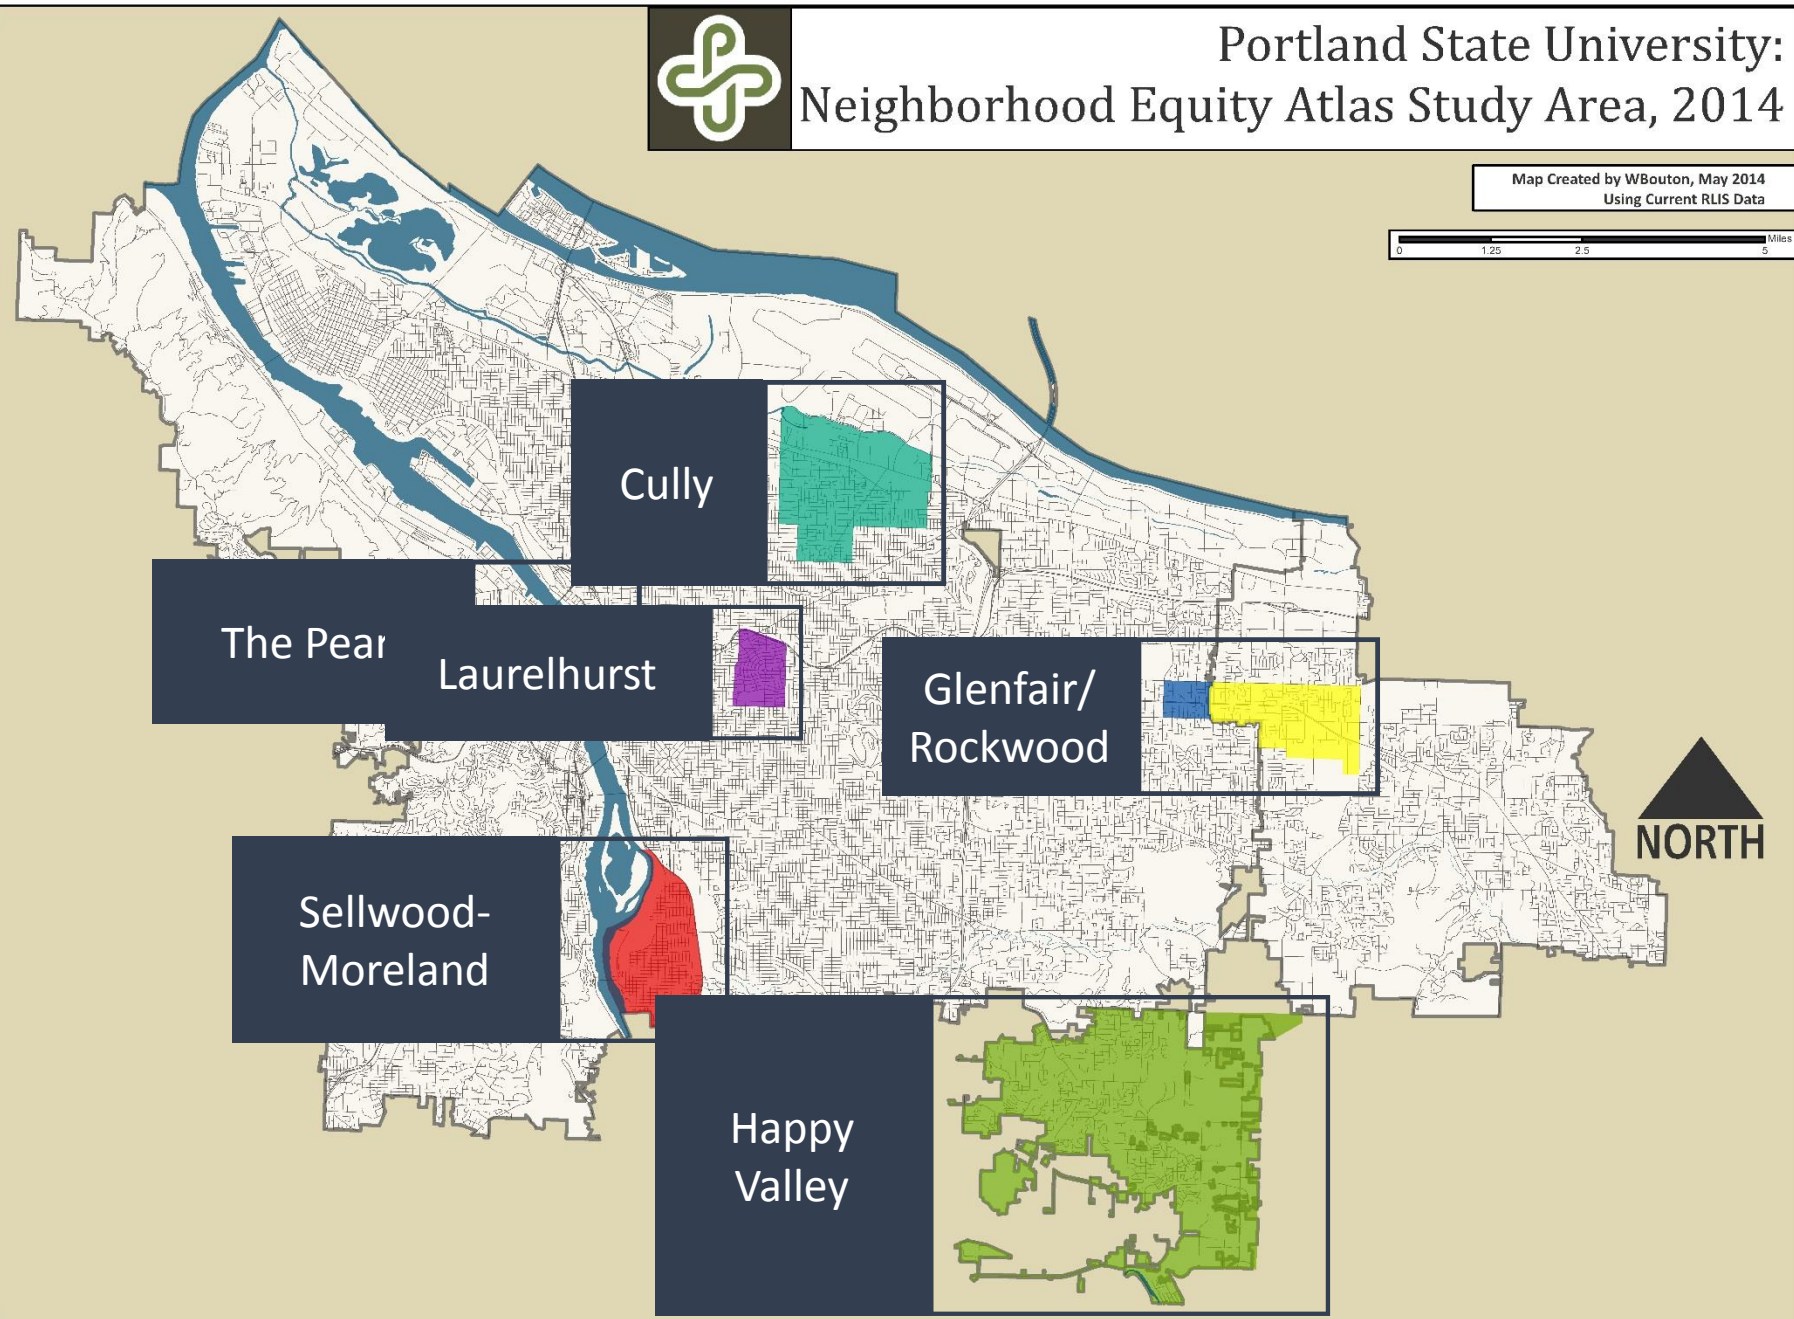 Portland State University:
Neighborhood Equity Atlas Study Area, 2014
Map Created by WBouton, May 2014
Using Current RLIS Data
Miles
0 1.25 2.5 5
Cully
The Pear
Laurelhurst
Glenfair/
Rockwood
NORTH
Sellwood-
Moreland
Happy
Valley